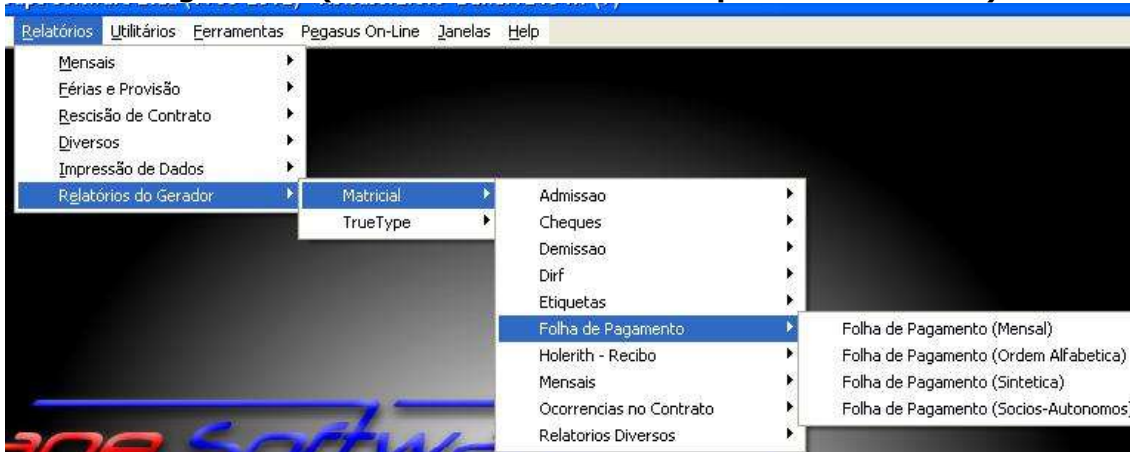 Relatórios Utilitários Ferramentas Pegasus On-Line Janelas Help
Mensais
Férias e Provisão
Rescisão de Contrato
Diversos
Impressão de Dados
Relatórios do Gerador
Matricial
TrueType
Admissao
Cheques
Demissao
Dirf
Etiquetas
Folha de Pagamento
Holerith - Recibo
Mensais
Ocorrencias no Contrato
Relatorios Diversos
Folha de Pagamento (Mensal)
Folha de Pagamento (Ordem Alfabetica)
Folha de Pagamento (Sintetica)
Folha de Pagamento (Socios-Autonomos)